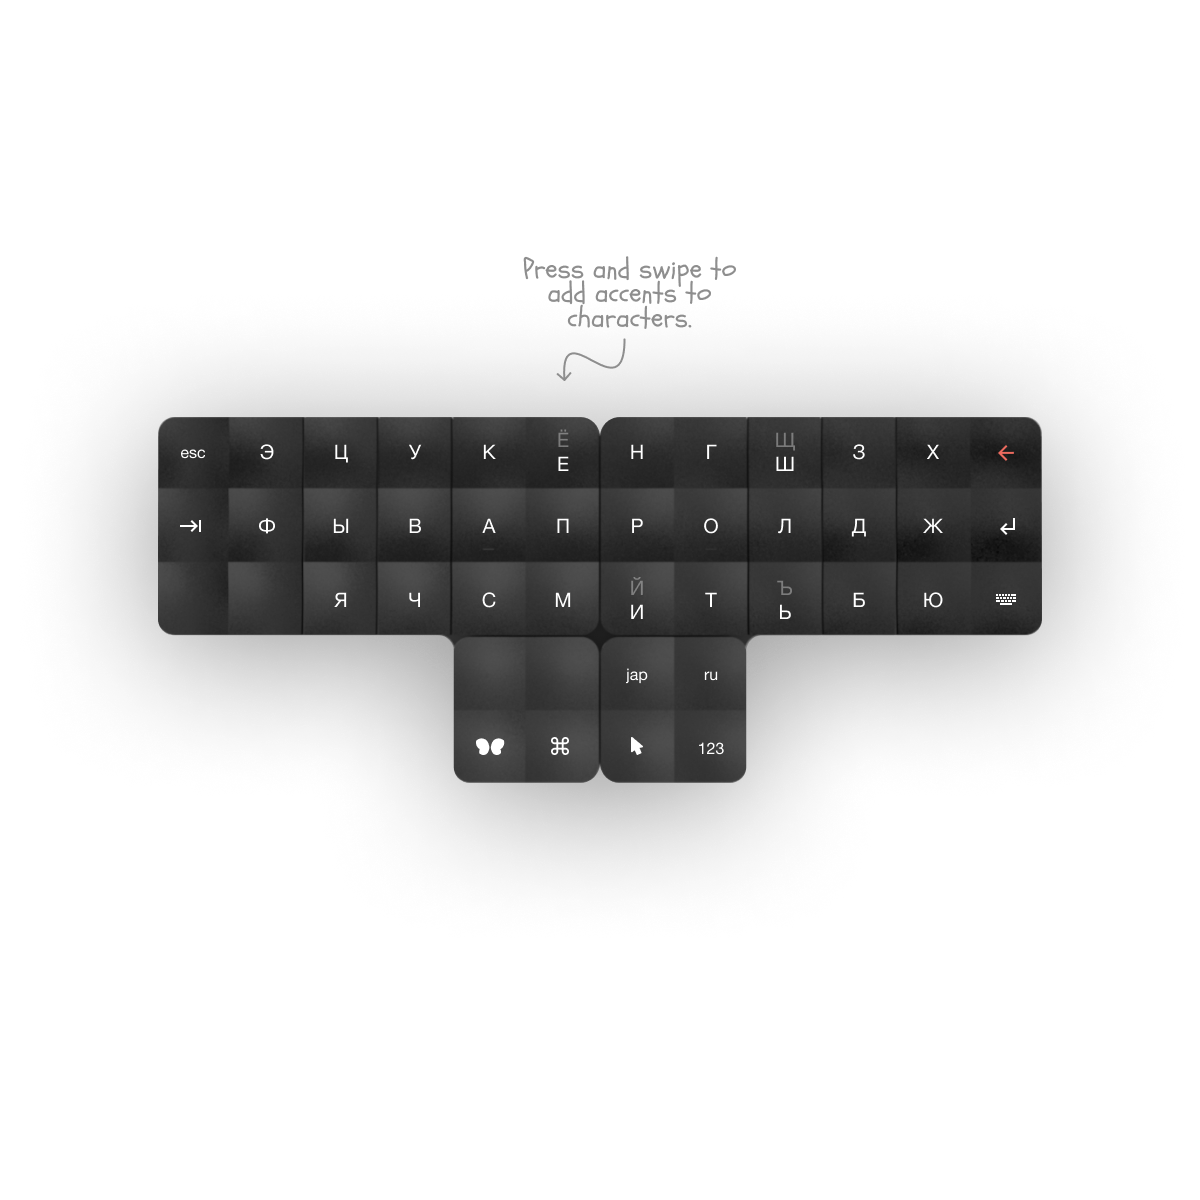 Press and swipe to
add accents to
characters.
esc Э Ц У К Ё Е Н Г Щ Ш З Х
Ф Ы В А П Р О Л Д Ж
Я Ч С М Й И Т Ъ Ь Б Ю
jap ru
123